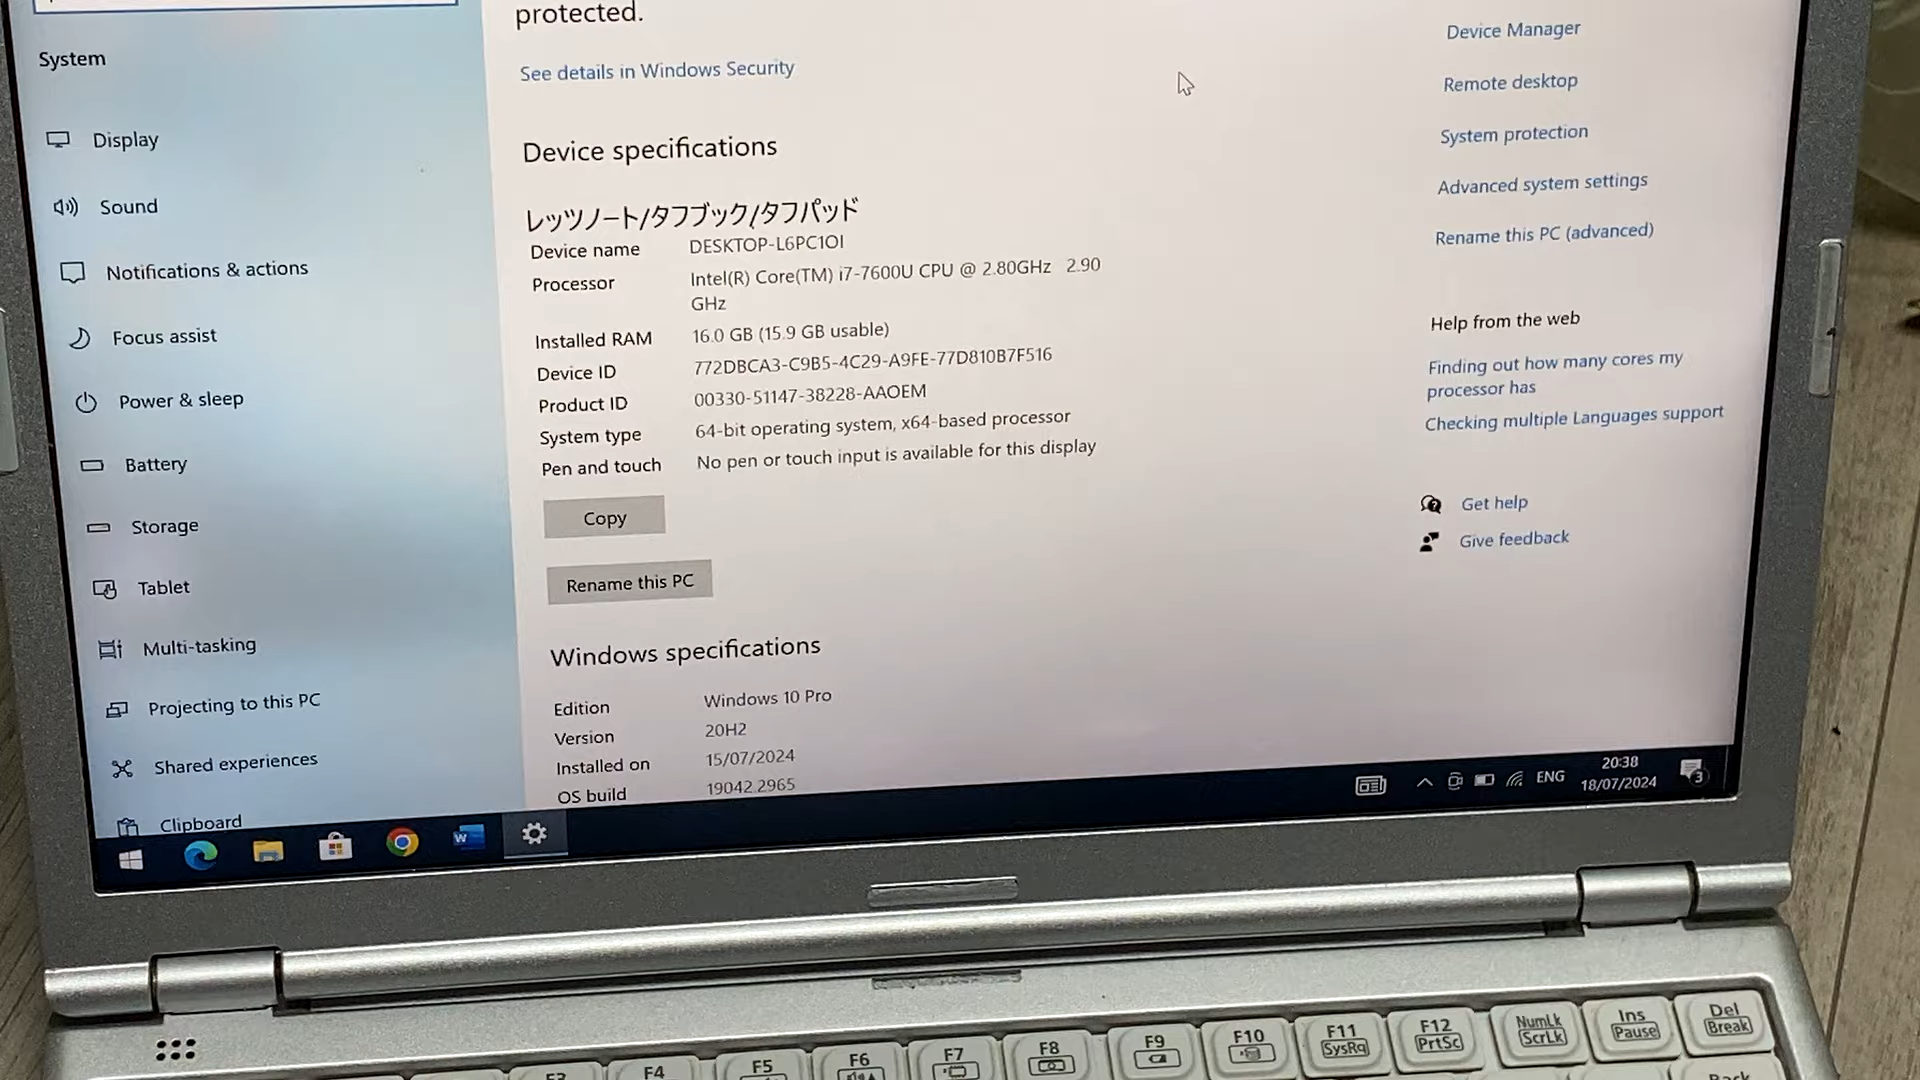 protected.
See details in Windows Security
System
Display
Sound
Notifications & actions
Focus assist
Power & sleep
Battery
Storage
Tablet
Multi-tasking
Projecting to this PC
Shared experiences
Clipboard
Device specifications
レッツノート/タフブック/タフパッド
Device name DESKTOP-L6PC1OI
Processor Intel(R) Core(TM) i7-7600U CPU @ 2.80GHz 2.90
GHz
Installed RAM 16.0 GB (15.9 GB usable)
Device ID 772DBCA3-C9B5-4C29-A9FE-77D810B7F516
Product ID 00330-51147-38228-AAOEM
System type 64-bit operating system, x64-based processor
Pen and touch No pen or touch input is available for this display
Copy
Rename this PC
Windows specifications
Edition Windows 10 Pro
Version 20H2
Installed on 15/07/2024
OS build 19042.2965
Device Manager
Remote desktop
System protection
Advanced system settings
Rename this PC (advanced)
Help from the web
Finding out how many cores my
processor has
Checking multiple Languages support
Get help
Give feedback
W
ENG
20:38
18/07/2024
3
F3
F4
F5
F6
F7
F8
F9
F10
F11
SysRq
F12
PrtSc
NumLk
ScrLk
Ins
Pause
Del
Break
Back